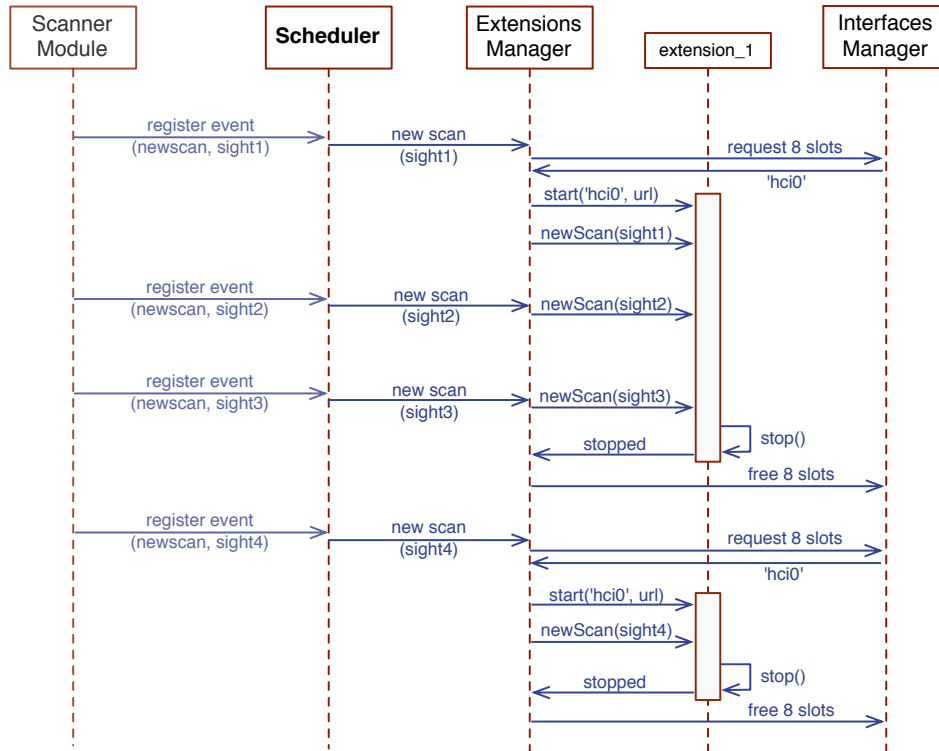 Scanner
Module
Scheduler
Extensions
Manager
extension_1
Interfaces
Manager
register event
(newscan, sight1)
new scan
(sight1)
request 8 slots
'hci0'
start('hci0', url)
newScan(sight1)
register event
(newscan, sight2)
new scan
(sight2)
newScan(sight2)
register event
(newscan, sight3)
new scan
(sight3)
newScan(sight3)
stop()
stopped
free 8 slots
register event
(newscan, sight4)
new scan
(sight4)
request 8 slots
'hci0'
start('hci0', url)
newScan(sight4)
stop()
stopped
free 8 slots